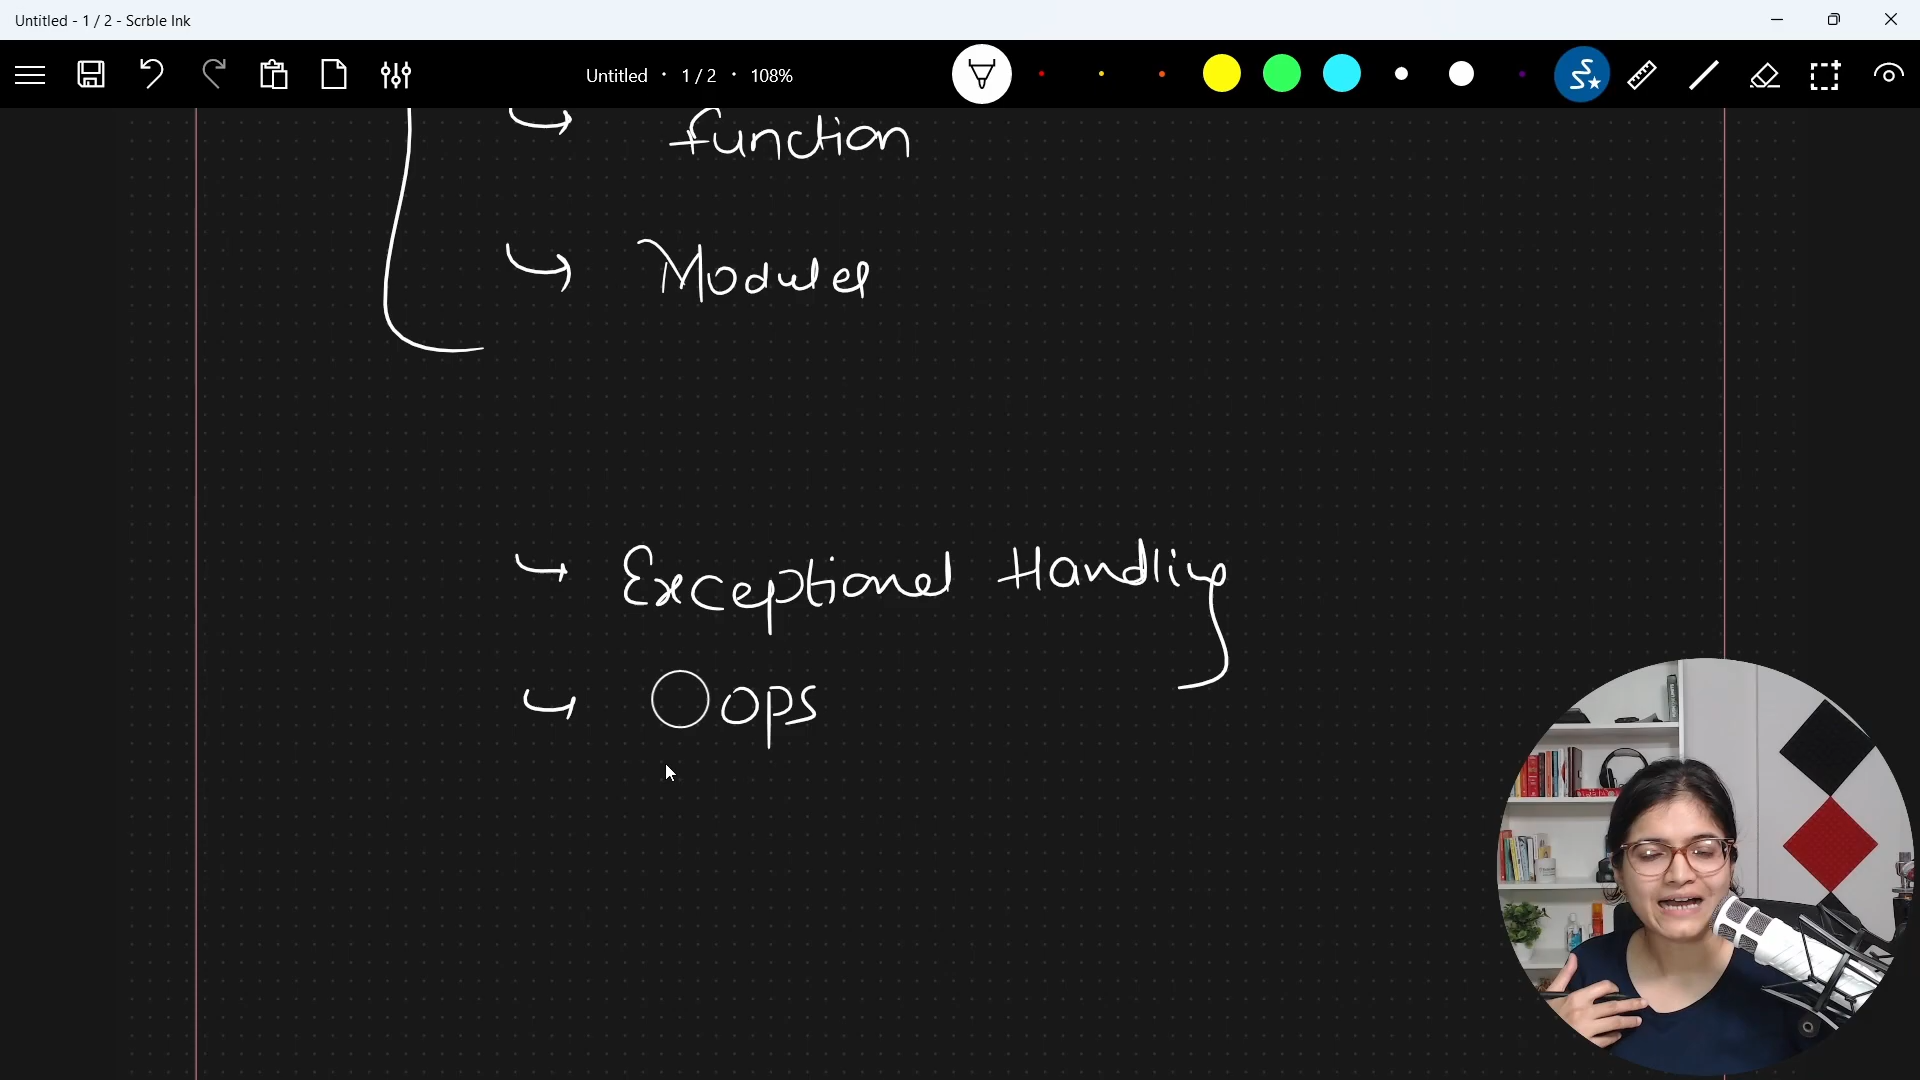 Untitled - 1 / 2 - Scrble Ink
Untitled · 1 / 2 · 108%
function
Modules
Exceptional Handling
Oops